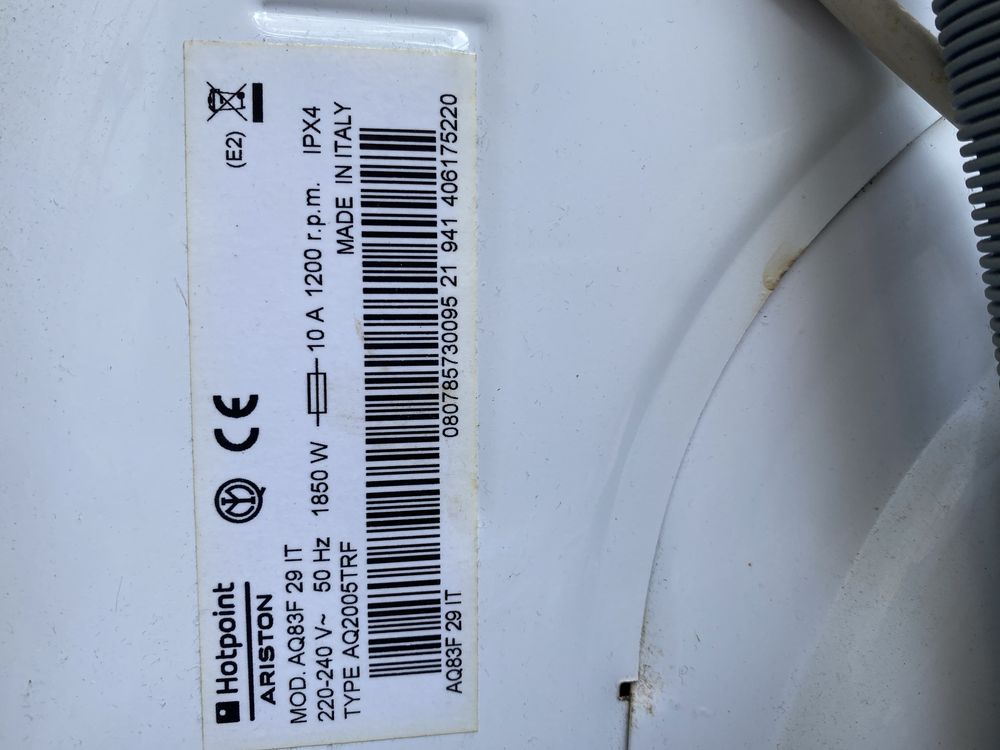 Hotpoint
ARISTON
CE
(E2)
MOD. AQ83F 29 IT
220-240 V~ 50 Hz 1850 W 10 A 1200 r.p.m. IPX4
TYPE AQ2005TRF MADE IN ITALY
AQ83F 29 IT 080785730095 21 941 406175220